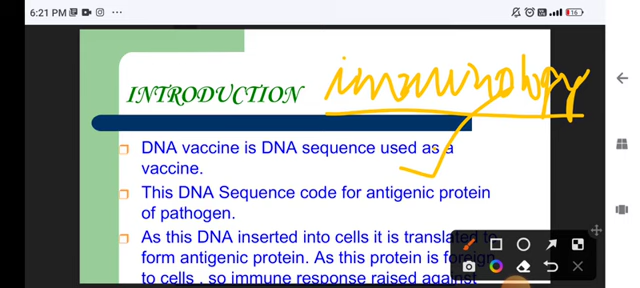 6:21 PM
16
INTRODUCTION immunology
DNA vaccine is DNA sequence used as a
vaccine.
This DNA Sequence code for antigenic protein
of pathogen.
As this DNA inserted into cells it is translated to
form antigenic protein. As this protein is foreign
to cells , so immune response raised against